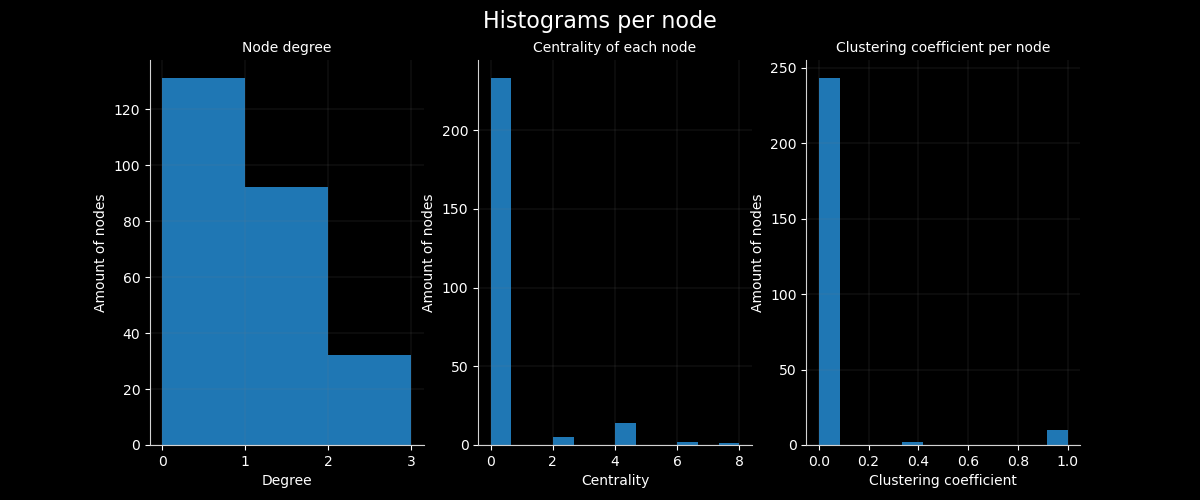 Histograms per node
Node degree
Amount of nodes
120
100
80
60
40
20
0
0 1 2 3
Degree
Centrality of each node
Amount of nodes
200
150
100
50
0
0 2 4 6 8
Centrality
Clustering coefficient per node
Amount of nodes
250
200
150
100
50
0
0.0 0.2 0.4 0.6 0.8 1.0
Clustering coefficient